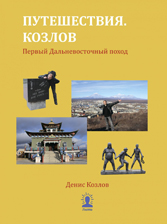 ПУТЕШЕСТВИЯ.
КОЗЛОВ
Первый Дальневосточный поход
Денис Козлов